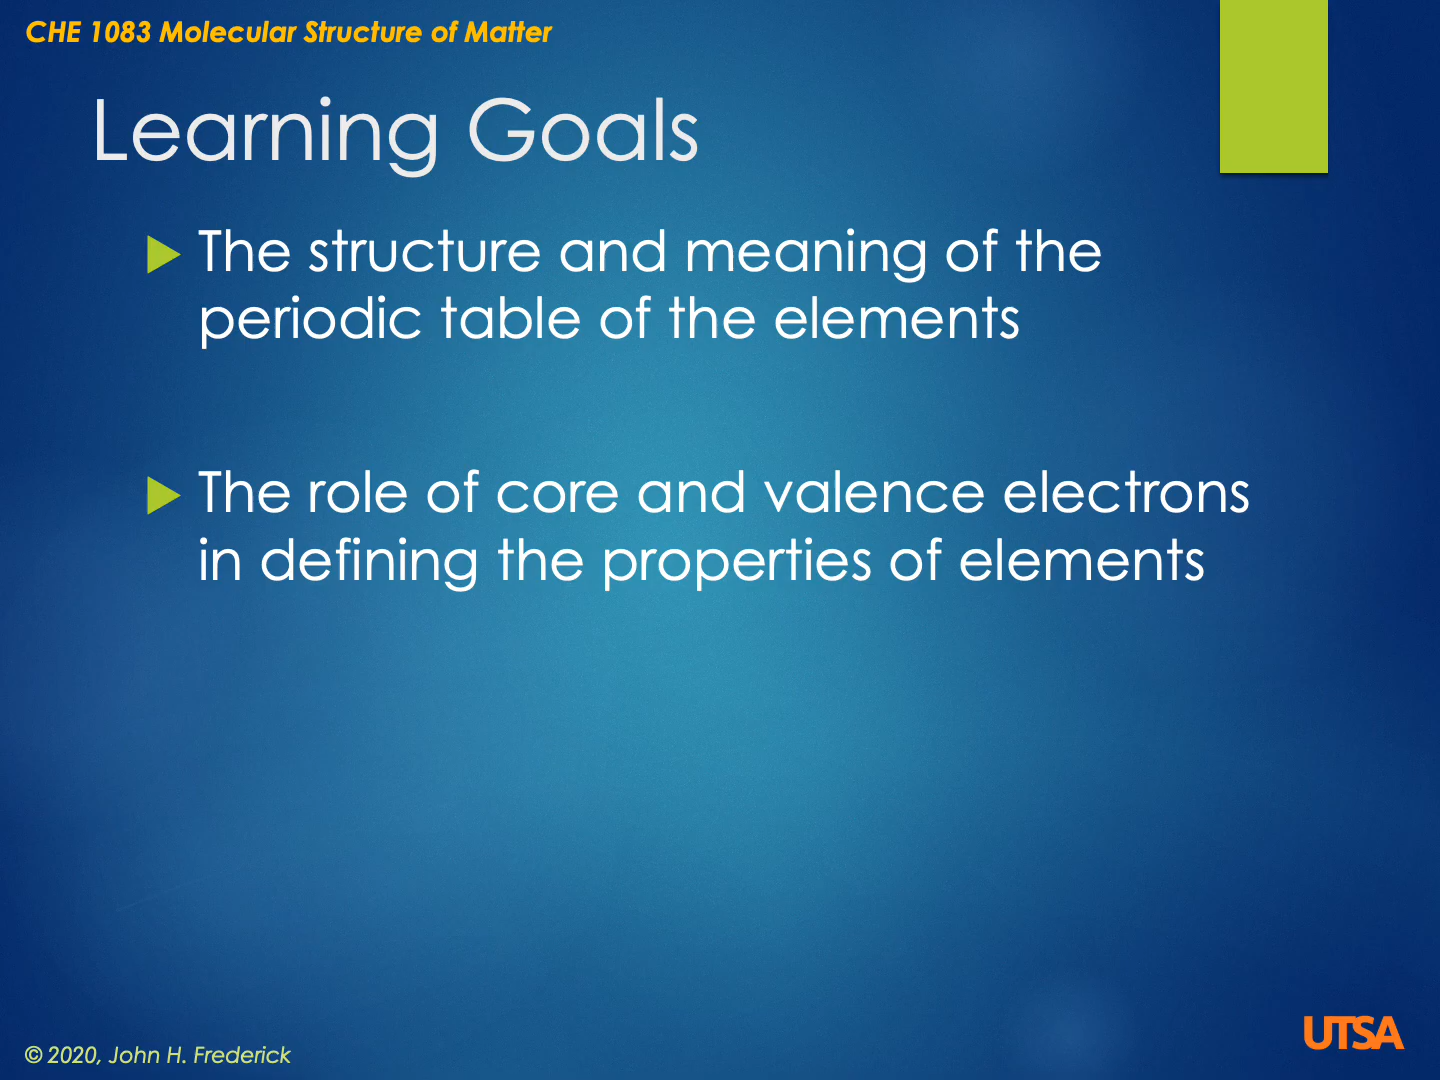 CHE 1083 Molecular Structure of Matter
Learning Goals
The structure and meaning of the
periodic table of the elements
The role of core and valence electrons
in defining the properties of elements
UTSA
© 2020, John H. Frederick